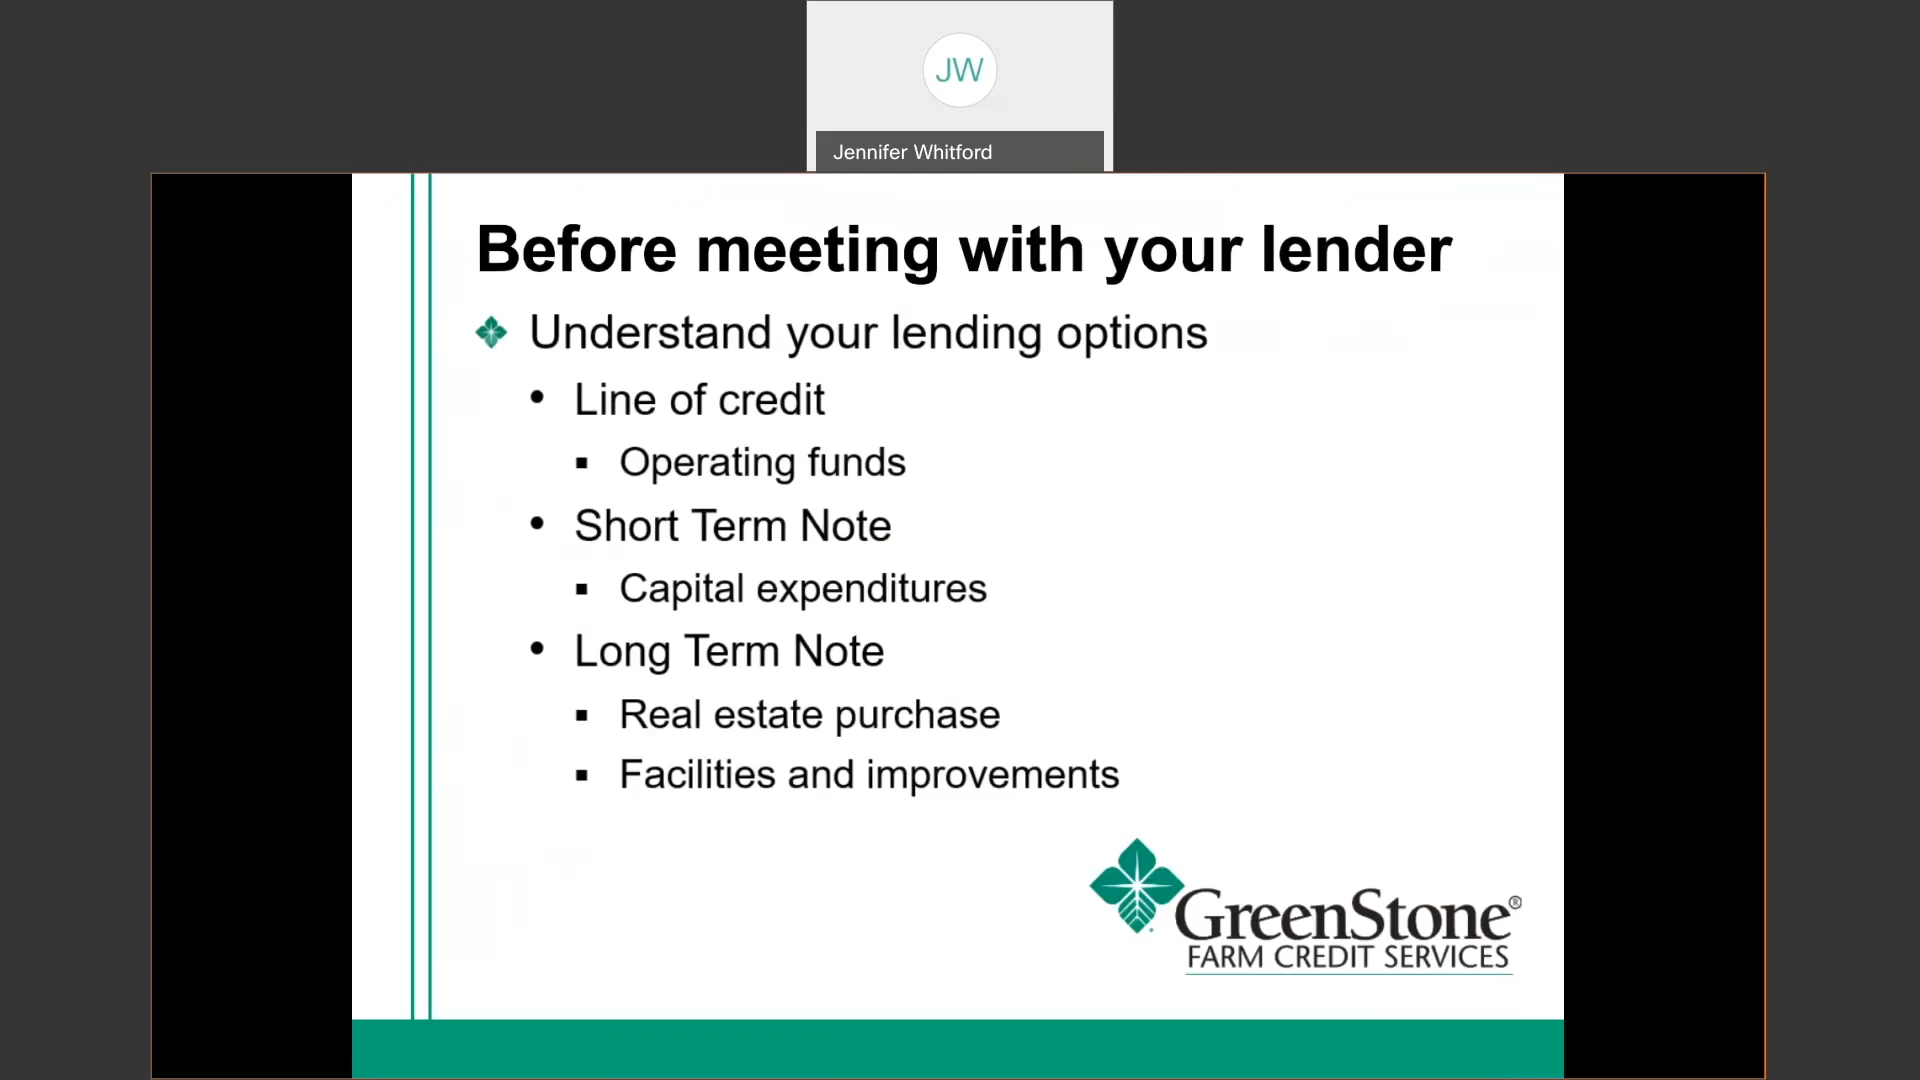 JW
Jennifer Whitford
Before meeting with your lender
Understand your lending options
• Line of credit
▪ Operating funds
• Short Term Note
▪ Capital expenditures
• Long Term Note
▪ Real estate purchase
▪ Facilities and improvements
GreenStone®
FARM CREDIT SERVICES